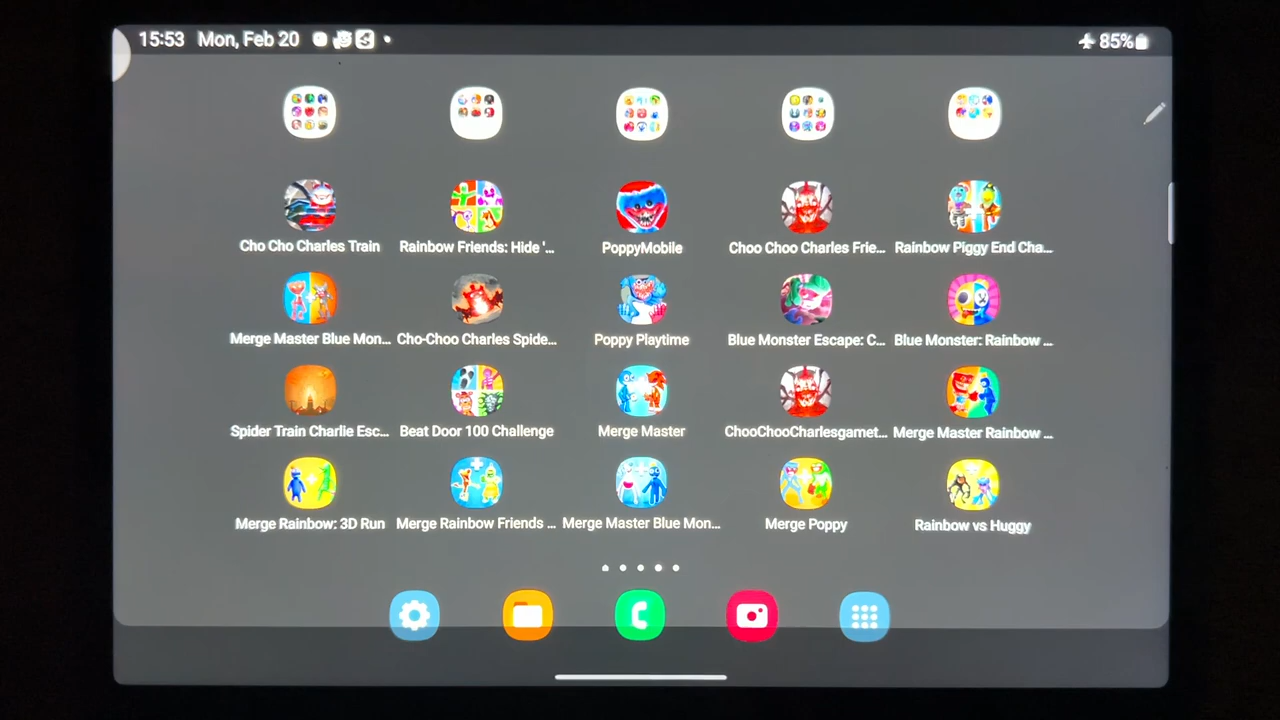 15:53 Mon, Feb 20
85%
Cho Cho Charles Train
Rainbow Friends: Hide '...
PoppyMobile
Choo Choo Charles Frie...
Rainbow Piggy End Cha...
Merge Master Blue Mon...
Cho-Choo Charles Spide...
Poppy Playtime
Blue Monster Escape: C...
Blue Monster: Rainbow ...
Spider Train Charlie Esc...
Beat Door 100 Challenge
Merge Master
ChooChooCharlesgamet...
Merge Master Rainbow ...
Merge Rainbow: 3D Run
Merge Rainbow Friends ...
Merge Master Blue Mon...
Merge Poppy
Rainbow vs Huggy